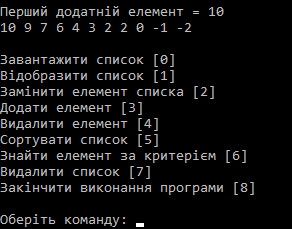 Перший додатній елемент = 10
10 9 7 6 4 3 2 2 0 -1 -2
Завантажити список [0]
Відобразити список [1]
Замінити елемент списка [2]
Додати елемент [3]
Видалити елемент [4]
Сортувати список [5]
Знайти елемент за критерієм [6]
Видалити список [7]
Закінчити виконання програми [8]
Оберіть команду: